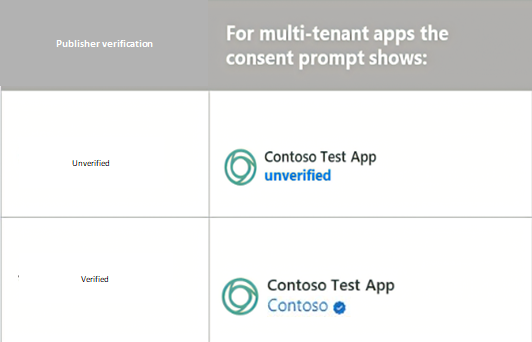 Publisher verification
For multi-tenant apps the
consent prompt shows:
Unverified
Contoso Test App
unverified
Verified
Contoso Test App
Contoso